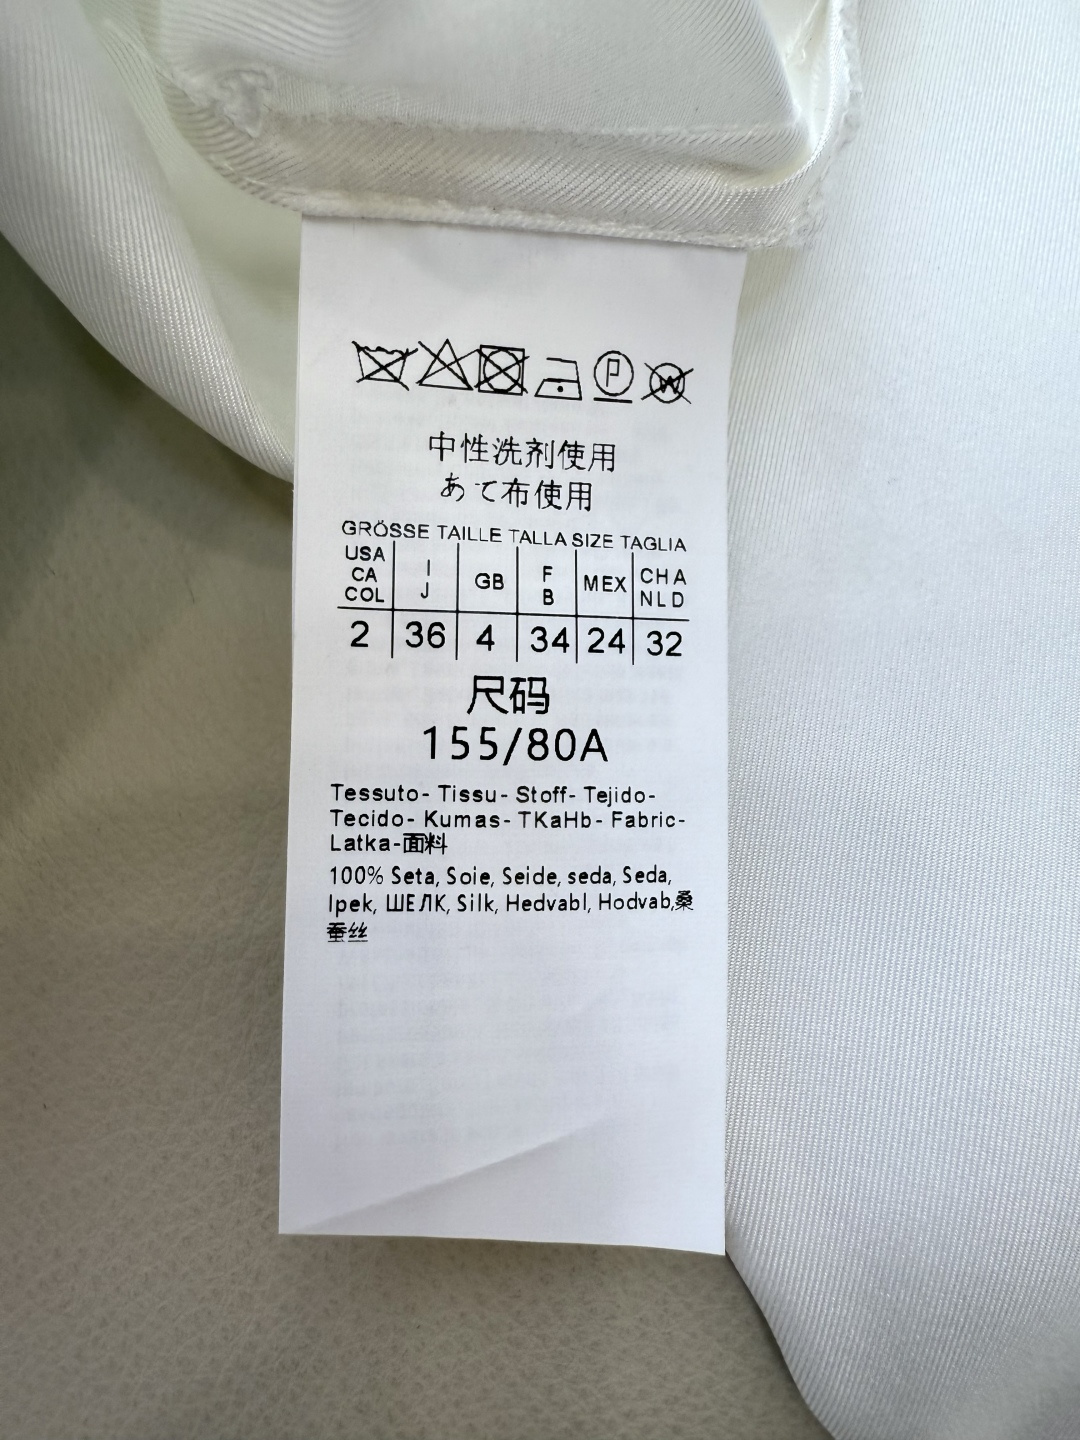 中性洗剂使用
あて布使用
GRÖSSE TAILLE TALLA SIZE TAGLIA
USA CA COL I J GB F B MEX CHA NLD
2 36 4 34 24 32
尺码
155/80A
Tessuto- Tissu- Stoff- Tejido-
Tecido- Kumas- TKaHb- Fabric-
Latka-面料
100% Seta, Soie, Seide, seda, Seda,
Ipek, ШЕЛК, Silk, Hedvabl, Hodvab,桑
蚕丝